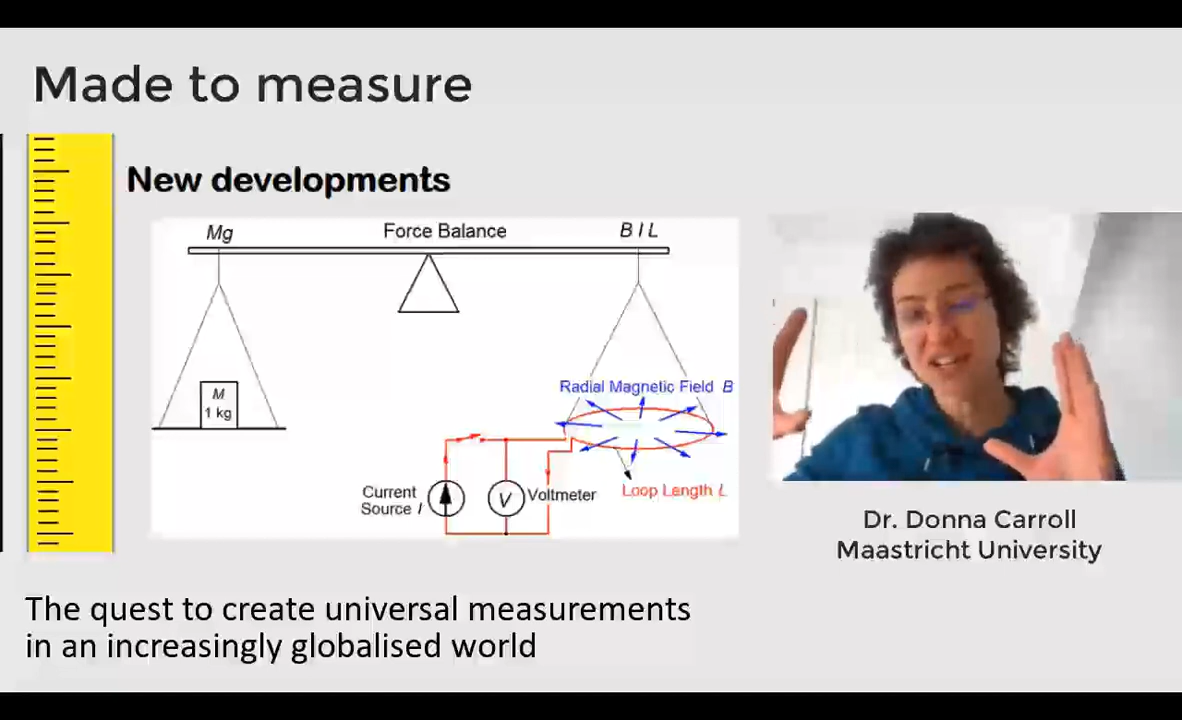 Made to measure
New developments
Mg
Force Balance
B I L
Radial Magnetic Field B
M
1 kg
Current
Source I
V
Voltmeter
Loop Length L
Dr. Donna Carroll
Maastricht University
The quest to create universal measurements
in an increasingly globalised world